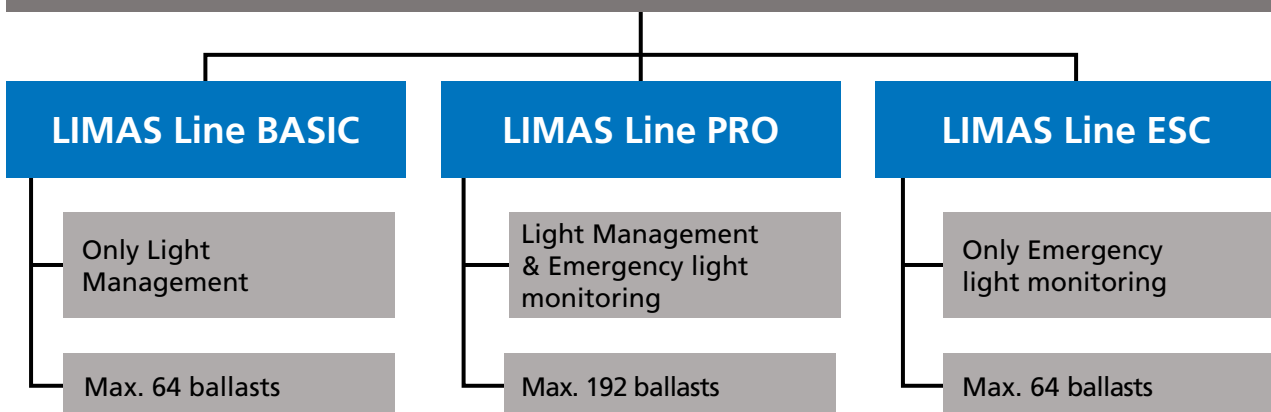 LIMAS Line BASIC
Only Light
Management
Max. 64 ballasts
LIMAS Line PRO
Light Management
& Emergency light
monitoring
Max. 192 ballasts
LIMAS Line ESC
Only Emergency
light monitoring
Max. 64 ballasts